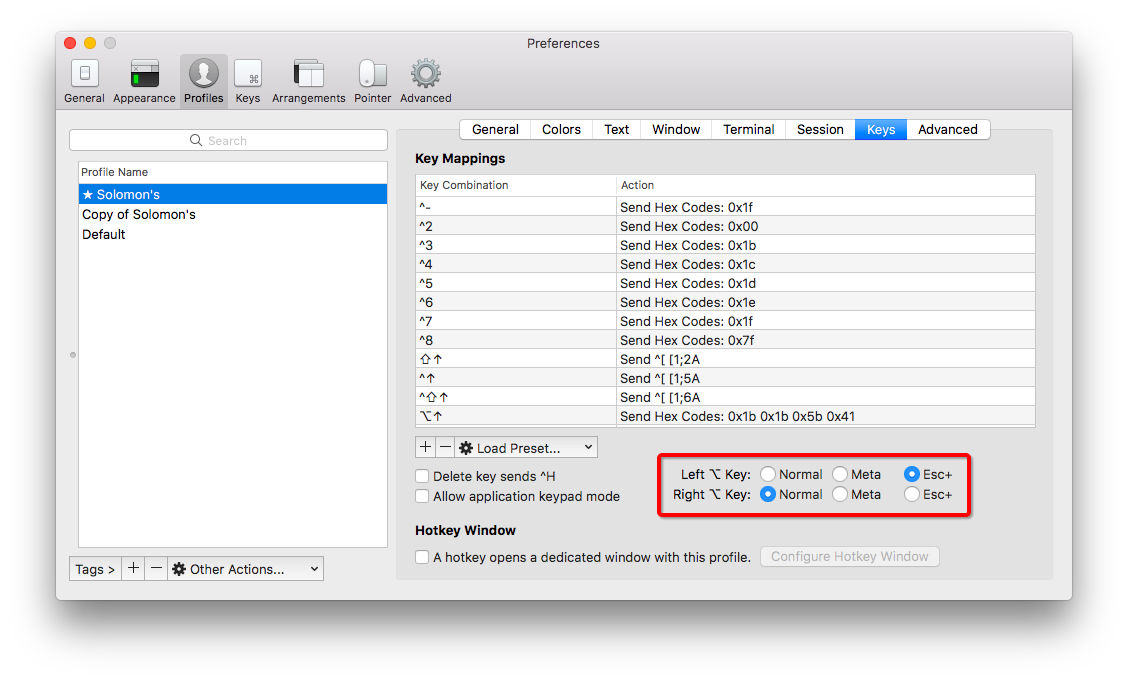 Preferences
General Appearance Profiles Keys Arrangements Pointer Advanced
Search
Profile Name
★ Solomon's
Copy of Solomon's
Default
Tags > + − Other Actions...
General Colors Text Window Terminal Session Keys Advanced
Key Mappings
Key Combination Action
^- Send Hex Codes: 0x1f
^2 Send Hex Codes: 0x00
^3 Send Hex Codes: 0x1b
^4 Send Hex Codes: 0x1c
^5 Send Hex Codes: 0x1d
^6 Send Hex Codes: 0x1e
^7 Send Hex Codes: 0x1f
^8 Send Hex Codes: 0x7f
⇧↑ Send ^[ [1;2A
^↑ Send ^[ [1;5A
^⇧↑ Send ^[ [1;6A
⌥↑ Send Hex Codes: 0x1b 0x1b 0x5b 0x41
+ − Load Preset...
Delete key sends ^H
Allow application keypad mode
Left ⌥ Key: Normal Meta Esc+
Right ⌥ Key: Normal Meta Esc+
Hotkey Window
A hotkey opens a dedicated window with this profile. Configure Hotkey Window